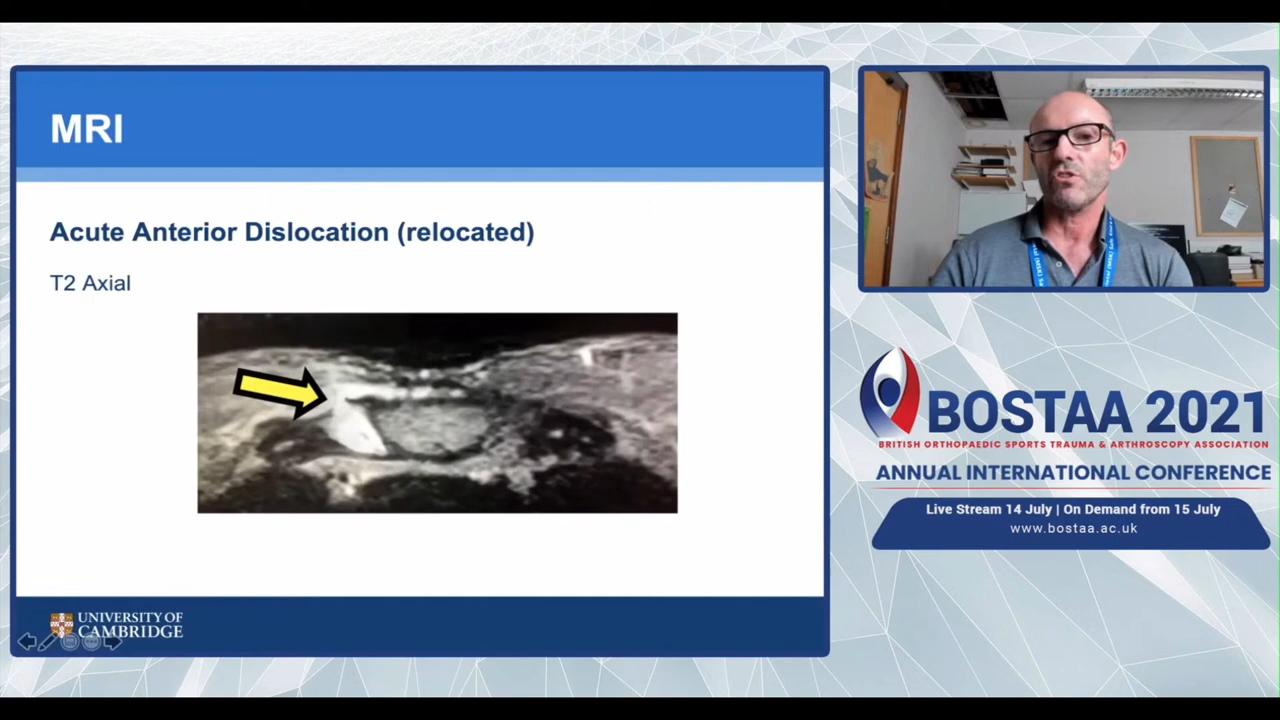 MRI
Acute Anterior Dislocation (relocated)
T2 Axial
UNIVERSITY OF
CAMBRIDGE
BOSTAA 2021
BRITISH ORTHOPAEDIC SPORTS TRAUMA & ARTHROSCOPY ASSOCIATION
ANNUAL INTERNATIONAL CONFERENCE
Live Stream 14 July | On Demand from 15 July
www.bostaa.ac.uk